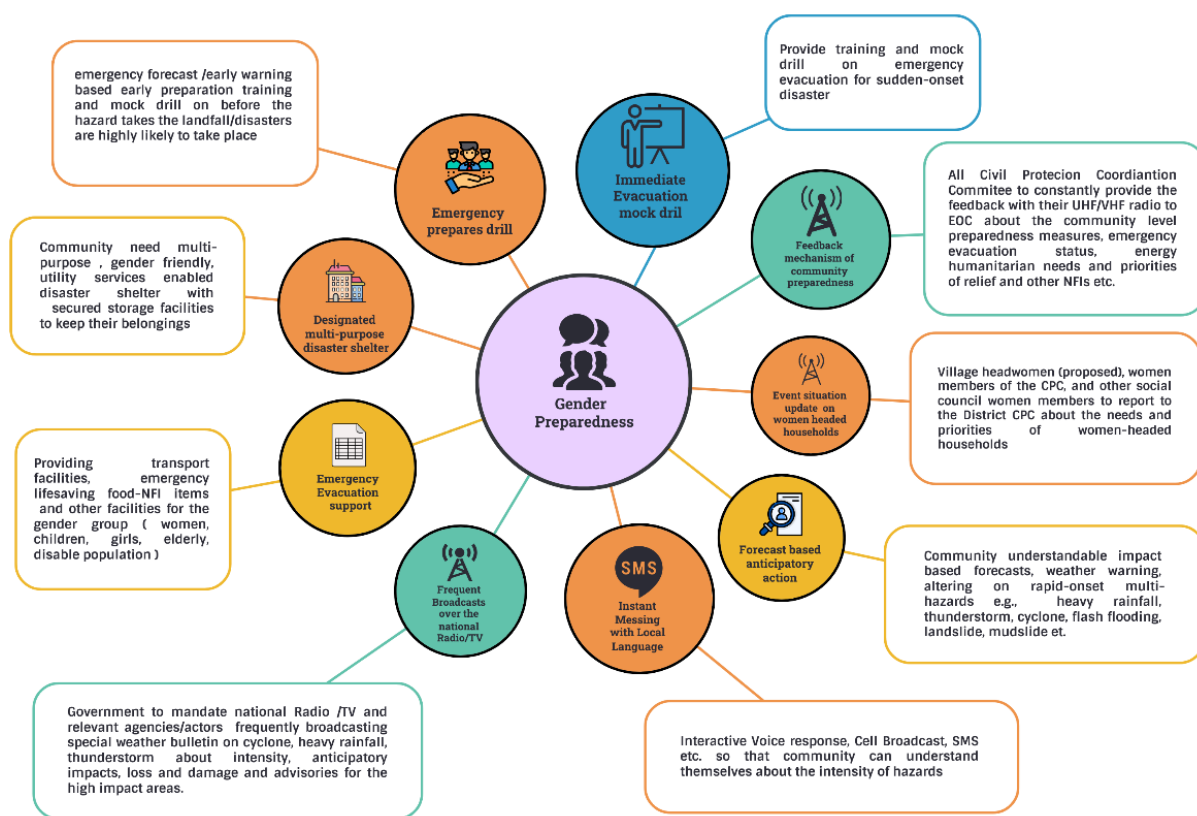 emergency forecast /early warning
based early preparation training
and mock drill on before the
hazard takes the landfall/disasters
are highly likely to take place
Provide training and mock
drill on emergency
evacuation for sudden-onset
disaster
Emergency
prepares drill
Immediate
Evacuation
mock dril
All Civil Protecion Coordiantion
Commitee to constantly provide the
feedback with their UHF/VHF radio to
EOC about the community level
preparedness measures, emergency
evacuation status, energy
humanitarian needs and priorities
of relief and other NFIs etc.
Feedback
mechanism of
community
preparedness
Community need multi-
purpose , gender friendly,
utility services enabled
disaster shelter with
secured storage facilities
to keep their belongings
Designated
multi-purpose
disaster shelter
Gender
Preparedness
Event situation
update on
women headed
households
Village headwomen (proposed), women
members of the CPC, and other social
council women members to report to
the District CPC about the needs and
priorities of women-headed
households
Providing transport
facilities, emergency
lifesaving food-NFI items
and other facilities for the
gender group ( women,
children, girls, elderly,
disable population )
Emergency
Evacuation
support
Forecast based
anticipatory
action
Community understandable impact
based forecasts, weather warning,
altering on rapid-onset multi-
hazards e.g., heavy rainfall,
thunderstorm, cyclone, flash flooding,
landslide, mudslide et.
Frequent
Broadcasts
over the
national
Radio/TV
SMS
Instant
Messing
with Local
Language
Government to mandate national Radio /TV and
relevant agencies/actors frequently broadcasting
special weather bulletin on cyclone, heavy rainfall,
thunderstorm about intensity, anticipatory
impacts, loss and damage and advisories for the
high impact areas.
Interactive Voice response, Cell Broadcast, SMS
etc. so that community can understand
themselves about the intensity of hazards